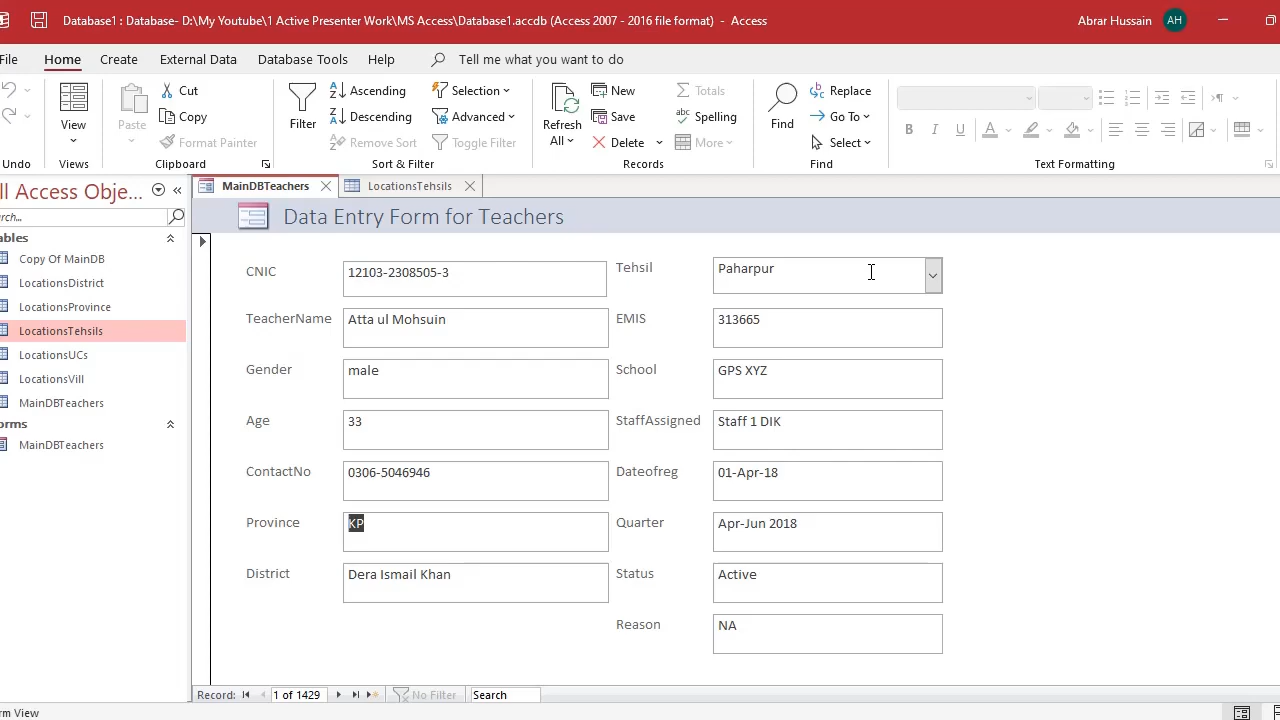 Database1 : Database- D:\My Youtube\1 Active Presenter Work\MS Access\Database1.accdb (Access 2007 - 2016 file format) - Access
Abrar Hussain AH
File Home Create External Data Database Tools Help Tell me what you want to do
View
Views
Paste
Cut
Copy
Format Painter
Clipboard
Filter
Ascending
Descending
Remove Sort
Selection
Advanced
Toggle Filter
Sort & Filter
Refresh
All
New
Save
Delete
Totals
Spelling
More
Records
Find
Replace
Go To
Select
Find
B I U A
Text Formatting
Undo
ll Access Obje...
rch...
ables
Copy Of MainDB
LocationsDistrict
LocationsProvince
LocationsTehsils
LocationsUCs
LocationsVill
MainDBTeachers
orms
MainDBTeachers
MainDBTeachers LocationsTehsils
Data Entry Form for Teachers
CNIC 12103-2308505-3
TeacherName Atta ul Mohsuin
Gender male
Age 33
ContactNo 0306-5046946
Province KP
District Dera Ismail Khan
Tehsil Paharpur
EMIS 313665
School GPS XYZ
StaffAssigned Staff 1 DIK
Dateofreg 01-Apr-18
Quarter Apr-Jun 2018
Status Active
Reason NA
Record: 1 of 1429 No Filter Search
rm View